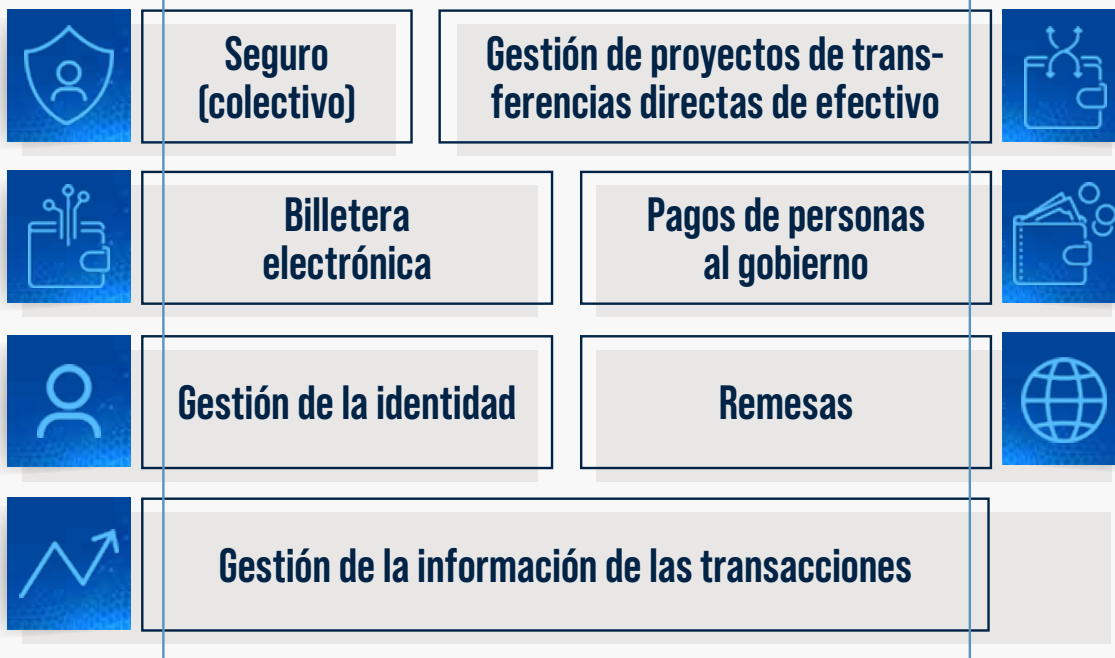 Seguro
(colectivo)
Gestión de proyectos de trans-
ferencias directas de efectivo
Billetera
electrónica
Pagos de personas
al gobierno
Gestión de la identidad
Remesas
Gestión de la información de las transacciones